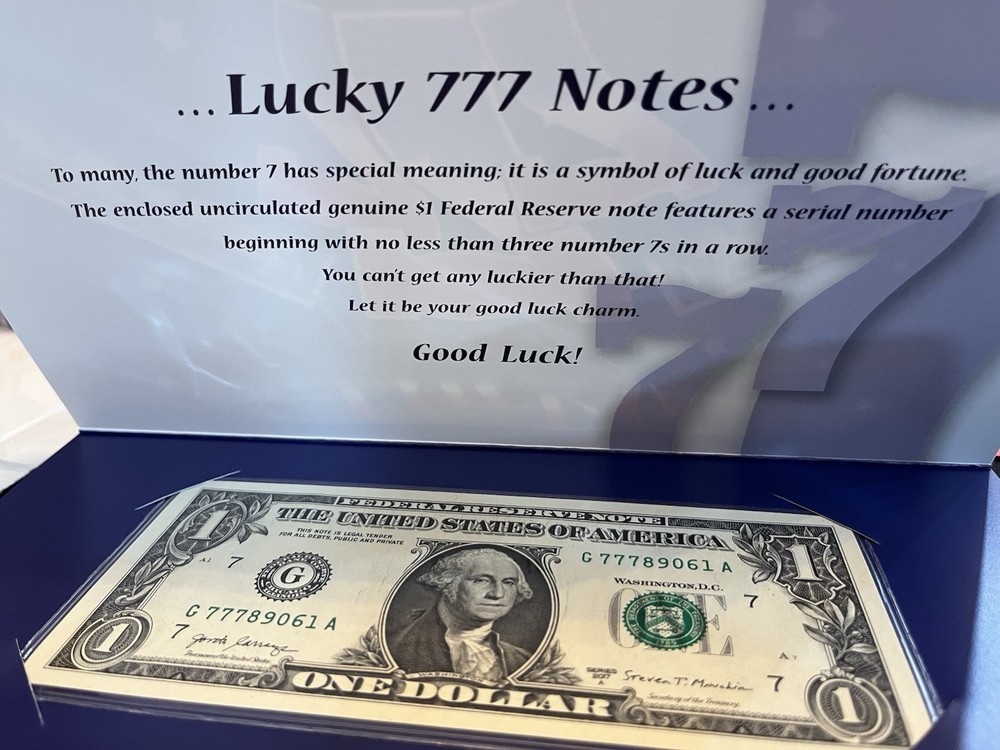 ...Lucky 777 Notes...
To many, the number 7 has special meaning; it is a symbol of luck and good fortune.
The enclosed uncirculated genuine $1 Federal Reserve note features a serial number
beginning with no less than three number 7s in a row.
You can't get any luckier than that!
Let it be your good luck charm.
Good Luck!
777
FEDERAL RESERVE NOTE
THE UNITED STATES OF AMERICA
THIS NOTE IS LEGAL TENDER
FOR ALL DEBTS, PUBLIC AND PRIVATE
1
1
G 77789061 A
7
G
WASHINGTON, D.C.
ONE
7
G 77789061 A
7
SERIES
2017
A
Steven T. Mnuchin
Secretary of the Treasury.
7
1
ONE DOLLAR
1